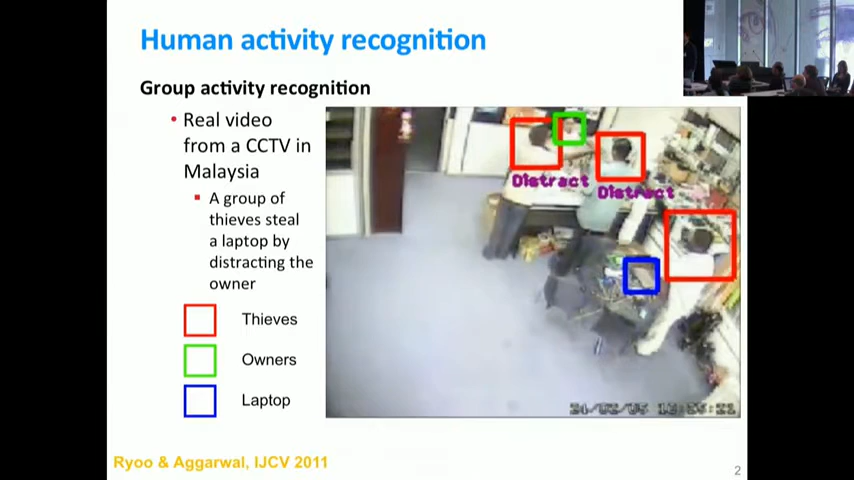 Human activity recognition
Group activity recognition
• Real video
from a CCTV in
Malaysia
▪ A group of
thieves steal
a laptop by
distracting the
owner
Thieves
Owners
Laptop
Distract
Distract
Ryoo & Aggarwal, IJCV 2011
2